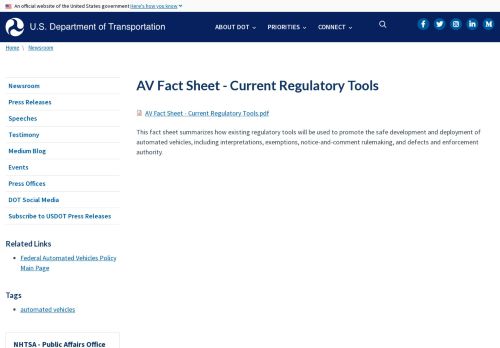 An official website of the United States government Here's how you know
U.S. Department of Transportation
ABOUT DOT
PRIORITIES
CONNECT
Home \ Newsroom
Newsroom
Press Releases
Speeches
Testimony
Medium Blog
Events
Press Offices
DOT Social Media
Subscribe to USDOT Press Releases
Related Links
Federal Automated Vehicles Policy
Main Page
Tags
automated vehicles
NHTSA - Public Affairs Office
AV Fact Sheet - Current Regulatory Tools
AV Fact Sheet - Current Regulatory Tools.pdf
This fact sheet summarizes how existing regulatory tools will be used to promote the safe development and deployment of
automated vehicles, including interpretations, exemptions, notice-and-comment rulemaking, and defects and enforcement
authority.